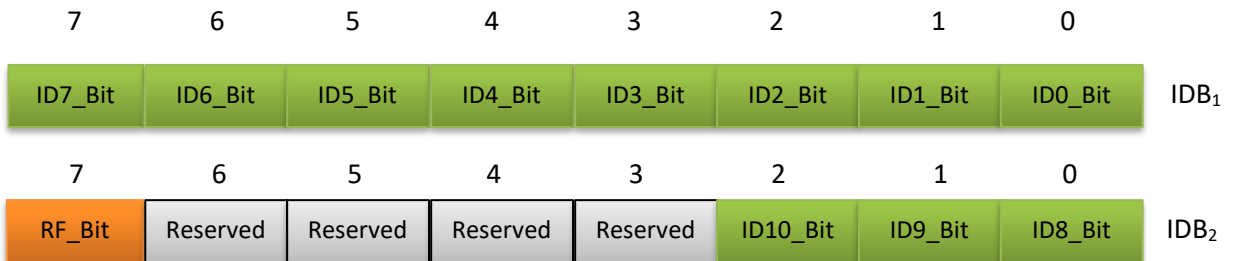 7 6 5 4 3 2 1 0
ID7_Bit ID6_Bit ID5_Bit ID4_Bit ID3_Bit ID2_Bit ID1_Bit ID0_Bit IDB₁
7 6 5 4 3 2 1 0
RF_Bit Reserved Reserved Reserved Reserved ID10_Bit ID9_Bit ID8_Bit IDB₂